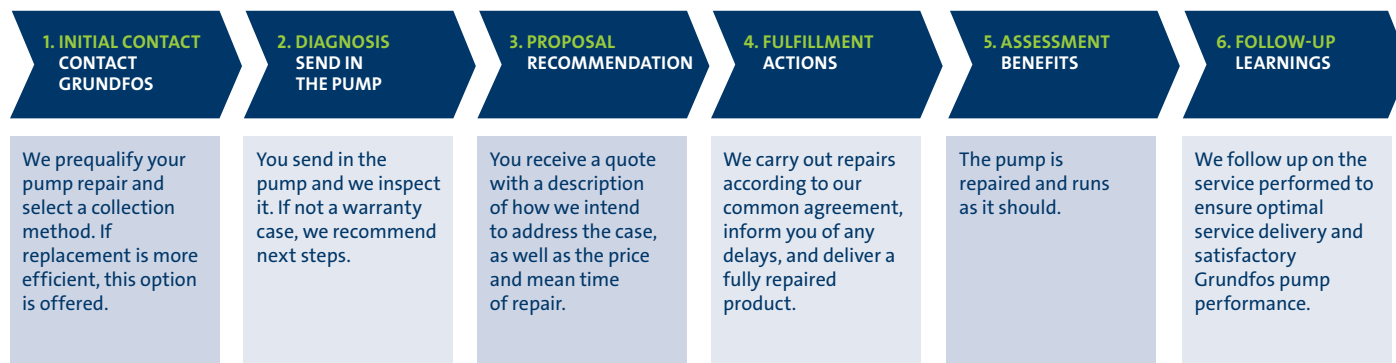 1. INITIAL CONTACT
CONTACT
GRUNDFOS
We prequalify your
pump repair and
select a collection
method. If
replacement is more
efficient, this option
is offered.
2. DIAGNOSIS
SEND IN
THE PUMP
You send in the
pump and we inspect
it. If not a warranty
case, we recommend
next steps.
3. PROPOSAL
RECOMMENDATION
You receive a quote
with a description
of how we intend
to address the case,
as well as the price
and mean time
of repair.
4. FULFILLMENT
ACTIONS
We carry out repairs
according to our
common agreement,
inform you of any
delays, and deliver a
fully repaired
product.
5. ASSESSMENT
BENEFITS
The pump is
repaired and runs
as it should.
6. FOLLOW-UP
LEARNINGS
We follow up on the
service performed to
ensure optimal
service delivery and
satisfactory
Grundfos pump
performance.